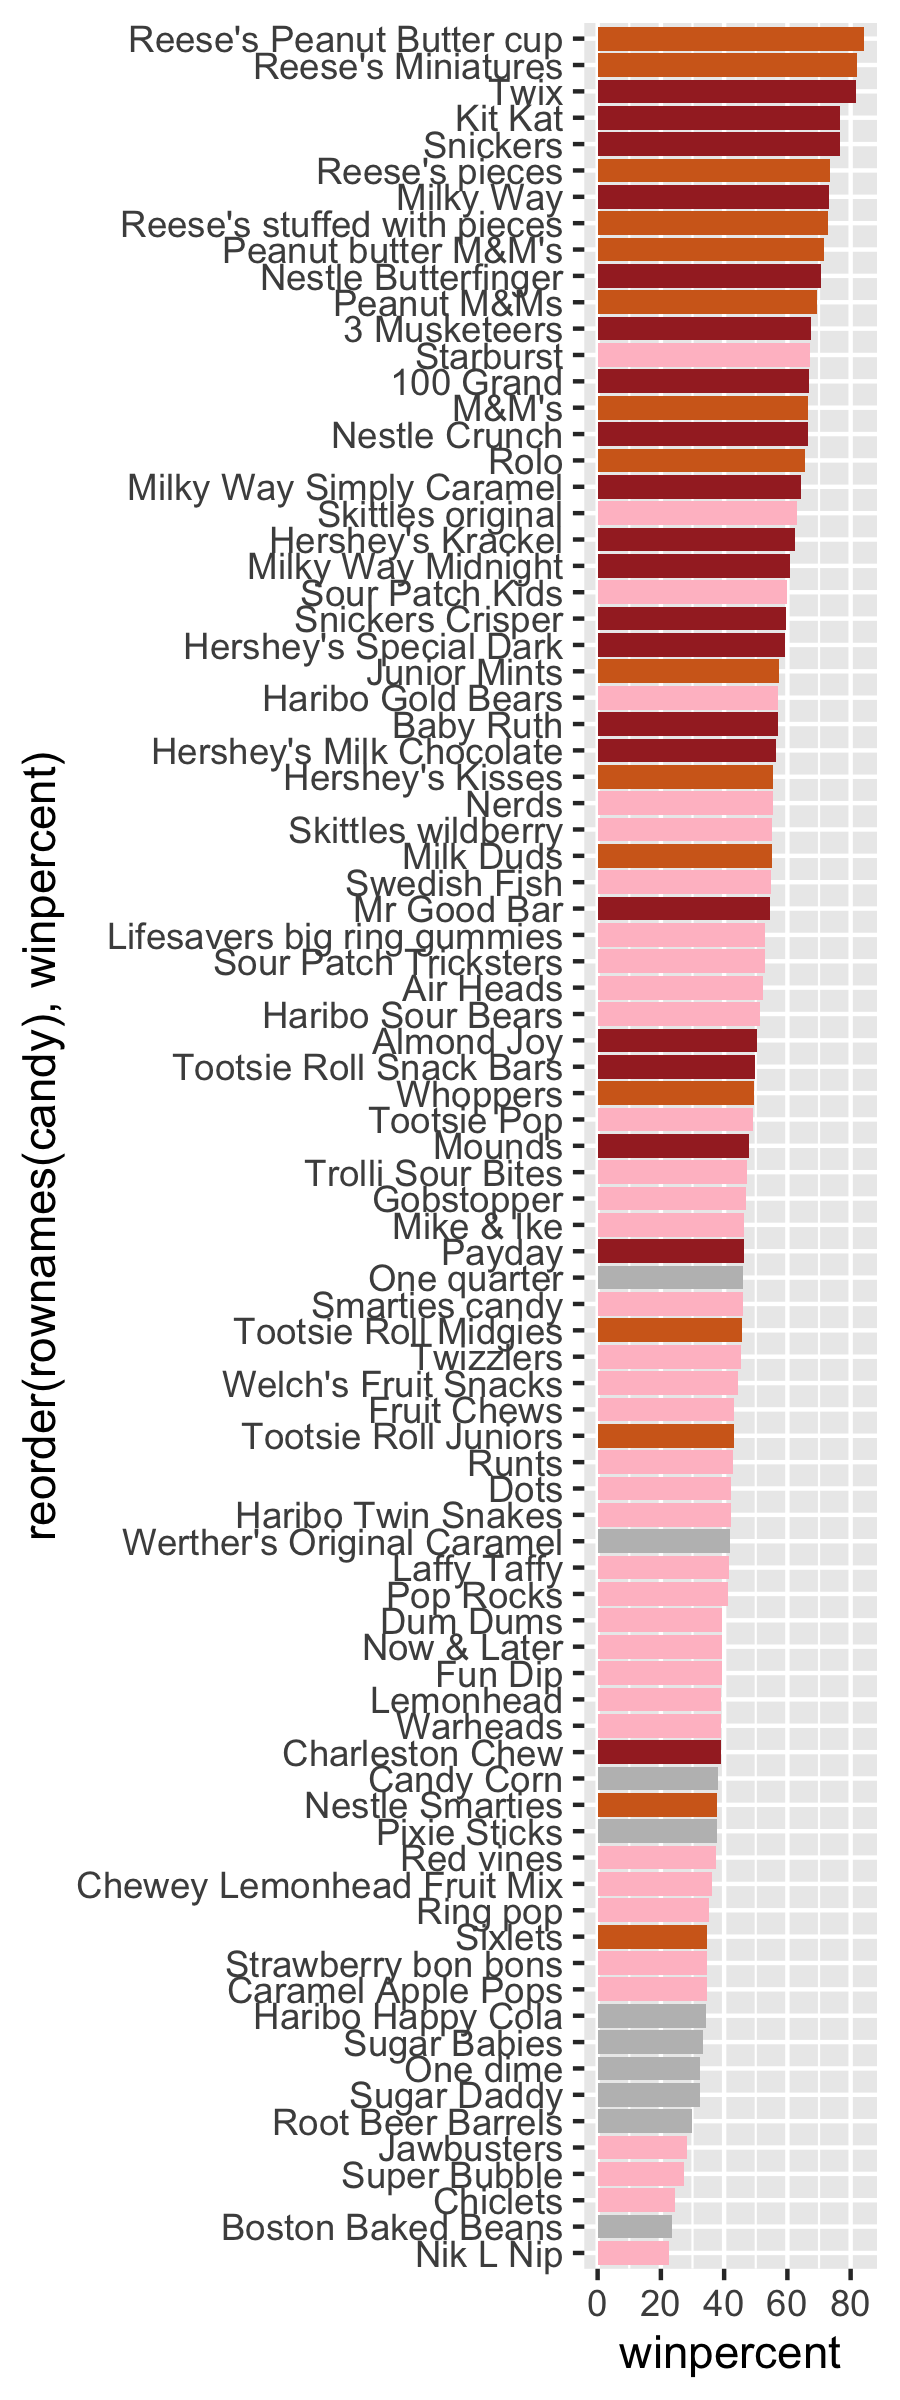 Reese's Peanut Butter cup
Reese's Miniatures
Twix
Kit Kat
Snickers
Reese's pieces
Milky Way
Reese's stuffed with pieces
Peanut butter M&M's
Nestle Butterfinger
Peanut M&Ms
3 Musketeers
Starburst
100 Grand
M&M's
Nestle Crunch
Rolo
Milky Way Simply Caramel
Skittles original
Hershey's Krackel
Milky Way Midnight
Sour Patch Kids
Snickers Crisper
Hershey's Special Dark
Junior Mints
Haribo Gold Bears
Baby Ruth
Hershey's Milk Chocolate
Hershey's Kisses
Nerds
Skittles wildberry
Milk Duds
Swedish Fish
Mr Good Bar
Lifesavers big ring gummies
Sour Patch Tricksters
Air Heads
Haribo Sour Bears
Almond Joy
Tootsie Roll Snack Bars
Whoppers
Tootsie Pop
Mounds
Trolli Sour Bites
Gobstopper
Mike & Ike
Payday
One quarter
Smarties candy
Tootsie Roll Midgies
Twizzlers
Welch's Fruit Snacks
Fruit Chews
Tootsie Roll Juniors
Runts
Dots
Haribo Twin Snakes
Werther's Original Caramel
Laffy Taffy
Pop Rocks
Dum Dums
Now & Later
Fun Dip
Lemonhead
Warheads
Charleston Chew
Candy Corn
Nestle Smarties
Pixie Sticks
Red vines
Chewey Lemonhead Fruit Mix
Ring pop
Sixlets
Strawberry bon bons
Caramel Apple Pops
Haribo Happy Cola
Sugar Babies
One dime
Sugar Daddy
Root Beer Barrels
Jawbusters
Super Bubble
Chiclets
Boston Baked Beans
Nik L Nip
reorder(rownames(candy), winpercent)
0 20 40 60 80
winpercent